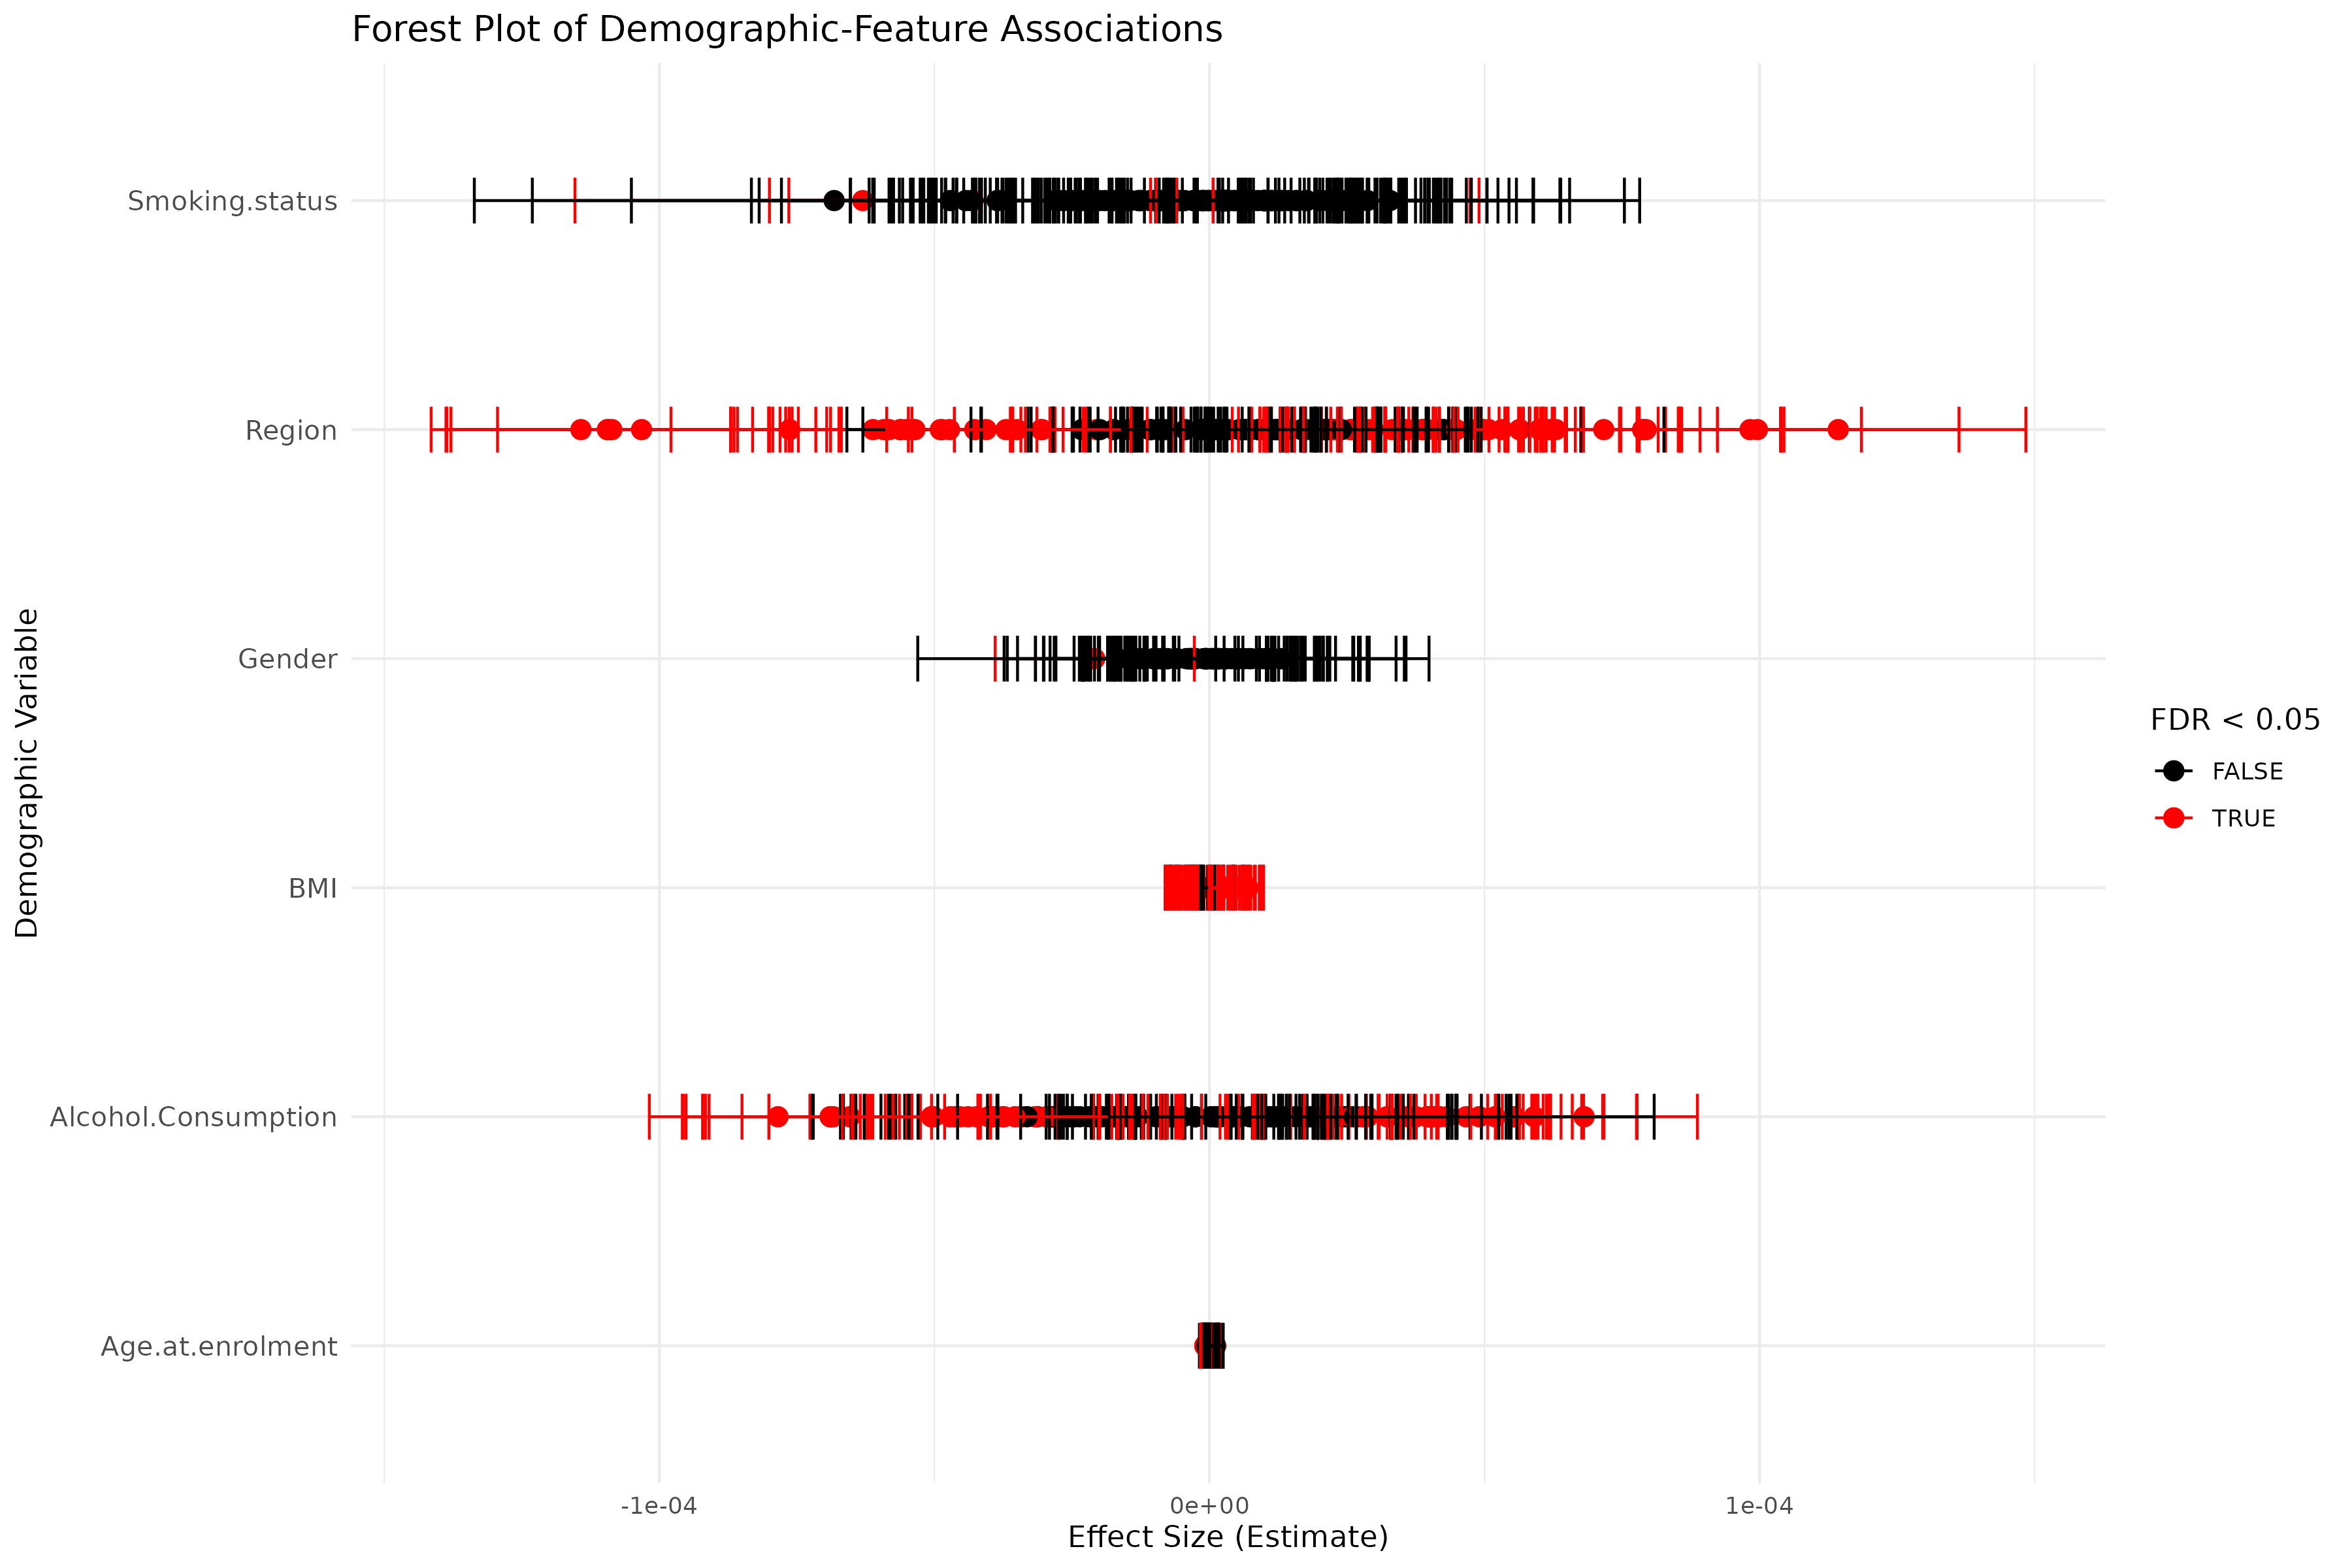 Forest Plot of Demographic-Feature Associations
Demographic Variable
Smoking.status
Region
Gender
BMI
Alcohol.Consumption
Age.at.enrolment
-1e-04
0e+00
1e-04
Effect Size (Estimate)
FDR < 0.05
FALSE
TRUE